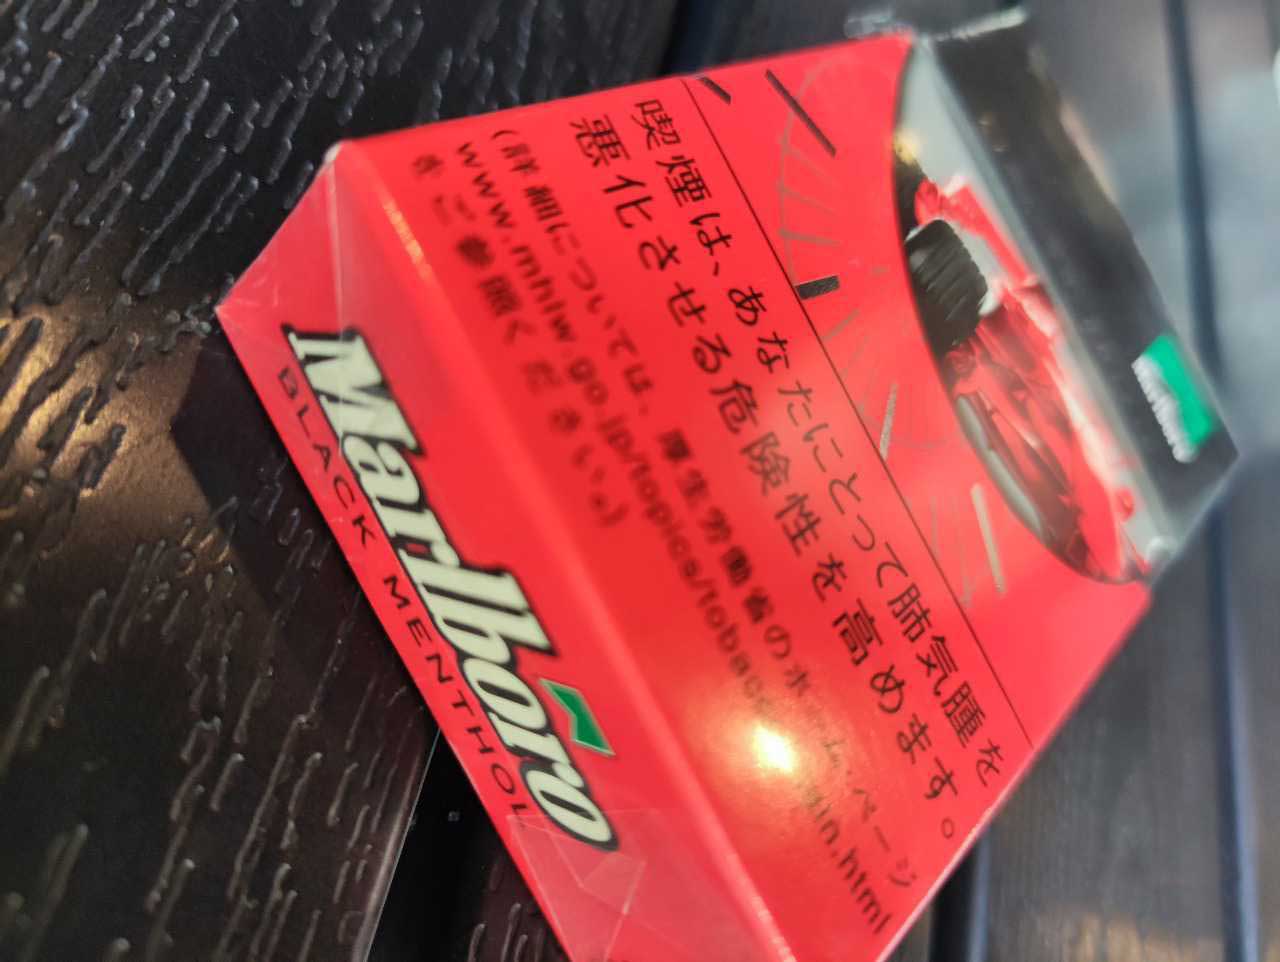 喫煙は、あなたにとって肺気腫を
悪化させる危険性を高めます。
(詳細については、厚生労働省のホームページ
www.mhlw.go.jp/topics/tobacco/main.html
をご参照ください。)
Marlboro
BLACK MENTHOL
Marlboro